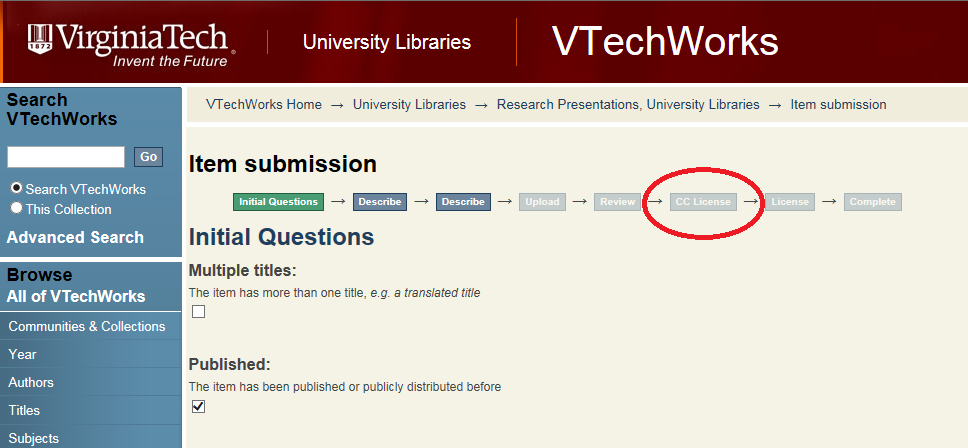 1872
VirginiaTech®
Invent the Future
University Libraries
VTechWorks
Search
VTechWorks
Go
Search VTechWorks
This Collection
Advanced Search
Browse
All of VTechWorks
Communities & Collections
Year
Authors
Titles
Subjects
VTechWorks Home → University Libraries → Research Presentations, University Libraries → Item submission
Item submission
Initial Questions → Describe → Describe → Upload → Review → CC License → License → Complete
Initial Questions
Multiple titles:
The item has more than one title, e.g. a translated title
Published:
The item has been published or publicly distributed before